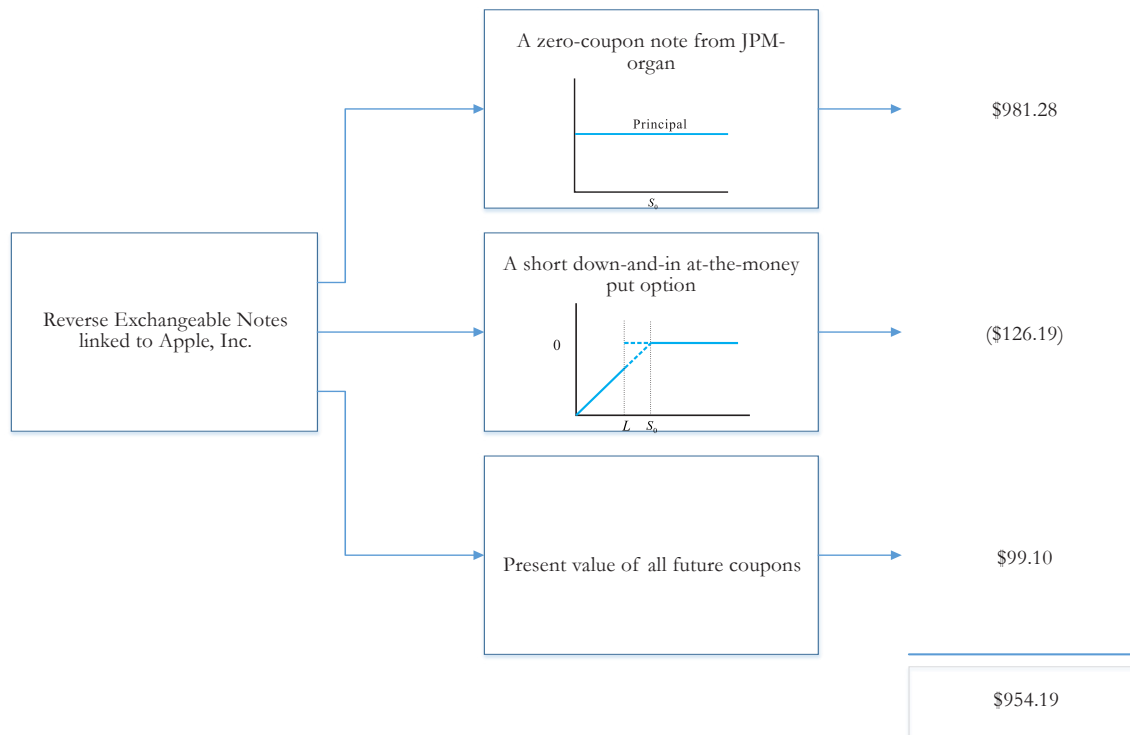 A zero-coupon note from JPM-
organ
Principal
S₀
$981.28
Reverse Exchangeable Notes
linked to Apple, Inc.
A short down-and-in at-the-money
put option
0
L S₀
($126.19)
Present value of all future coupons
$99.10
$954.19